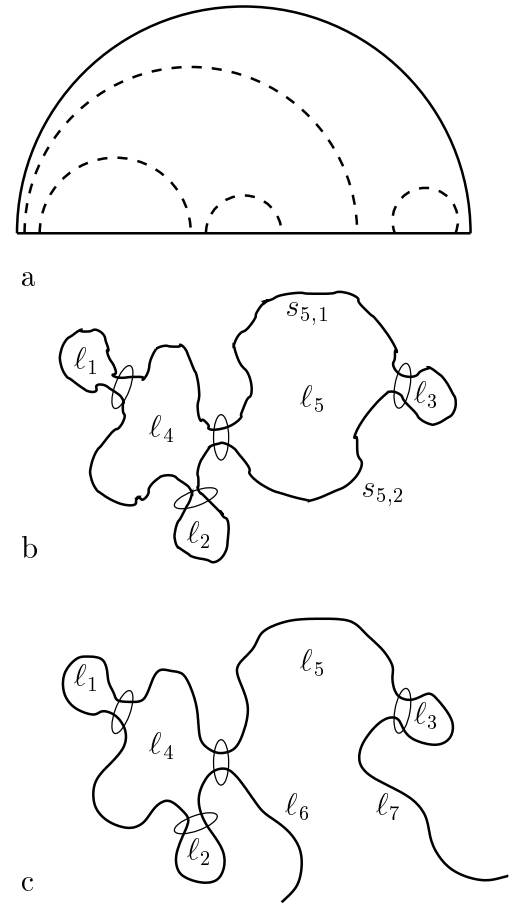 a
s₅,₁
ℓ₁
ℓ₃
ℓ₅
ℓ₄
s₅,₂
ℓ₂
b
ℓ₅
ℓ₁
ℓ₃
ℓ₄
ℓ₆ ℓ₇
ℓ₂
c